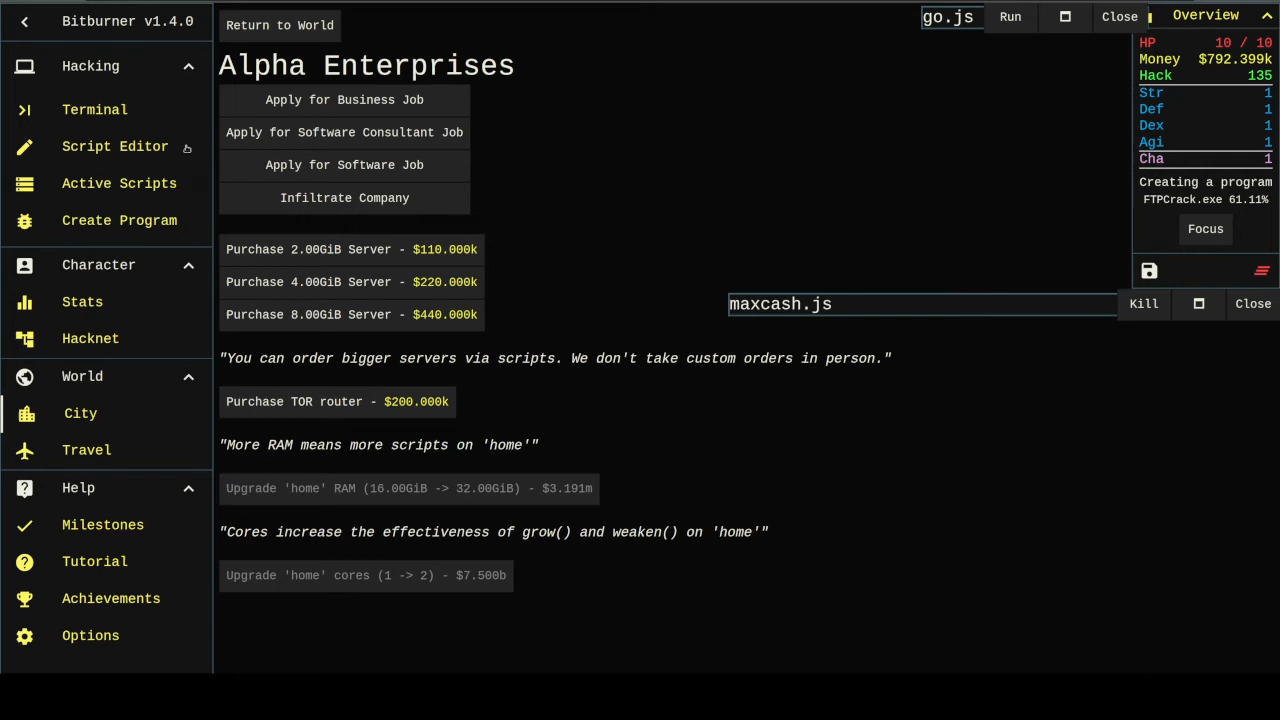 Bitburner v1.4.0
Hacking
Terminal
Script Editor
Active Scripts
Create Program
Character
Stats
Hacknet
World
City
Travel
Help
Milestones
Tutorial
Achievements
Options
Return to World
Alpha Enterprises
Apply for Business Job
Apply for Software Consultant Job
Apply for Software Job
Infiltrate Company
Purchase 2.00GiB Server - $110.000k
Purchase 4.00GiB Server - $220.000k
Purchase 8.00GiB Server - $440.000k
"You can order bigger servers via scripts. We don't take custom orders in person."
Purchase TOR router - $200.000k
"More RAM means more scripts on 'home'"
Upgrade 'home' RAM (16.00GiB -> 32.00GiB) - $3.191m
"Cores increase the effectiveness of grow() and weaken() on 'home'"
Upgrade 'home' cores (1 -> 2) - $7.500b
go.js Run Close
maxcash.js Kill Close
Overview
HP 10 / 10
Money $792.399k
Hack 135
Str 1
Def 1
Dex 1
Agi 1
Cha 1
Creating a program
FTPCrack.exe 61.11%
Focus